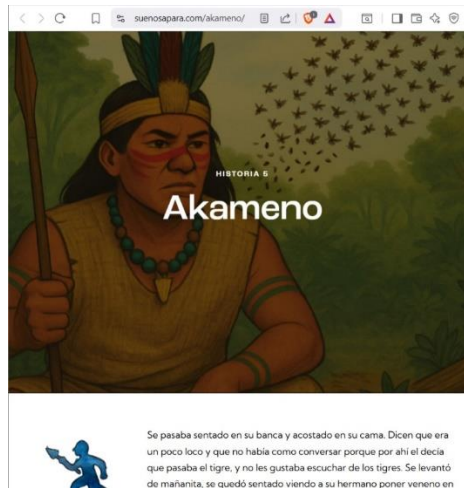 suenosapara.com/akameno/
HISTORIA 5
Akameno
Se pasaba sentado en su banca y acostado en su cama. Dicen que era
un poco loco y que no había como conversar porque por ahí el decía
que pasaba el tigre, y no les gustaba escuchar de los tigres. Se levantó
de mañanita, se quedó sentado viendo a su hermano poner veneno en